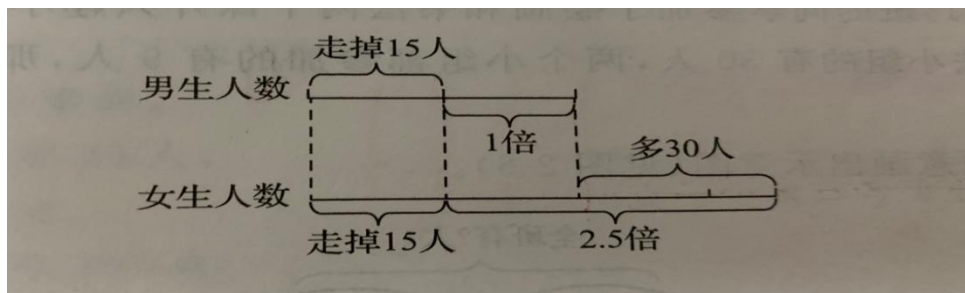 走掉15人
男生人数
1倍
多30人
女生人数
走掉15人
2.5倍